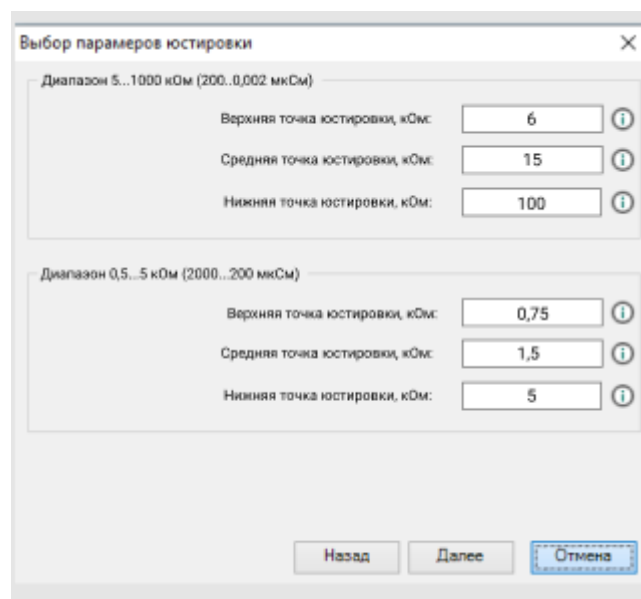 Выбор парамеров юстировки
Диапазон 5...1000 кОм (200..0,002 мкСм)
Верхняя точка юстировки, кОм: 6
Средняя точка юстировки, кОм: 15
Нижняя точка юстировки, кОм: 100
Диапазон 0,5...5 кОм (2000...200 мкСм)
Верхняя точка юстировки, кОм: 0,75
Средняя точка юстировки, кОм: 1,5
Нижняя точка юстировки, кОм: 5
Назад Далее Отмена